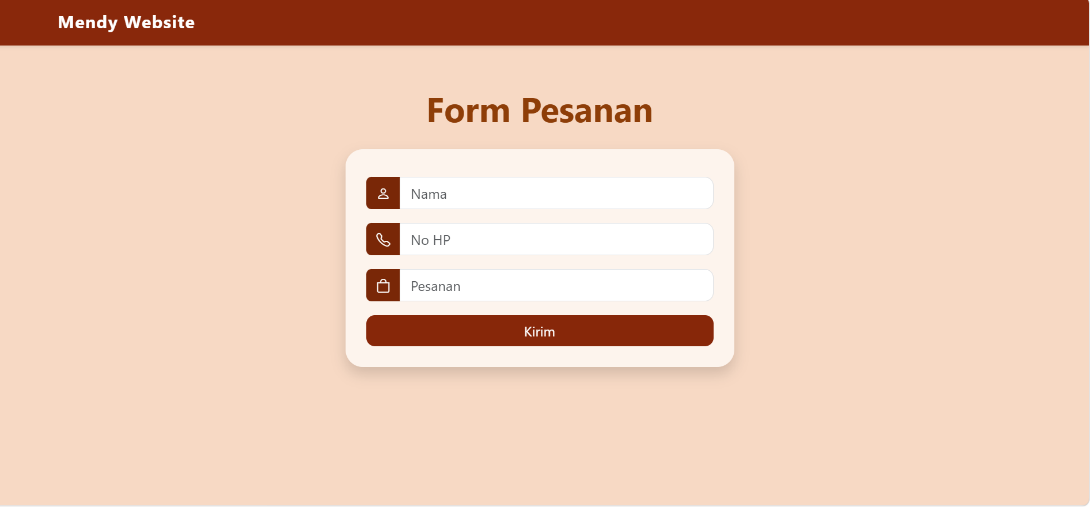 Mendy Website
Form Pesanan
Nama
No HP
Pesanan
Kirim